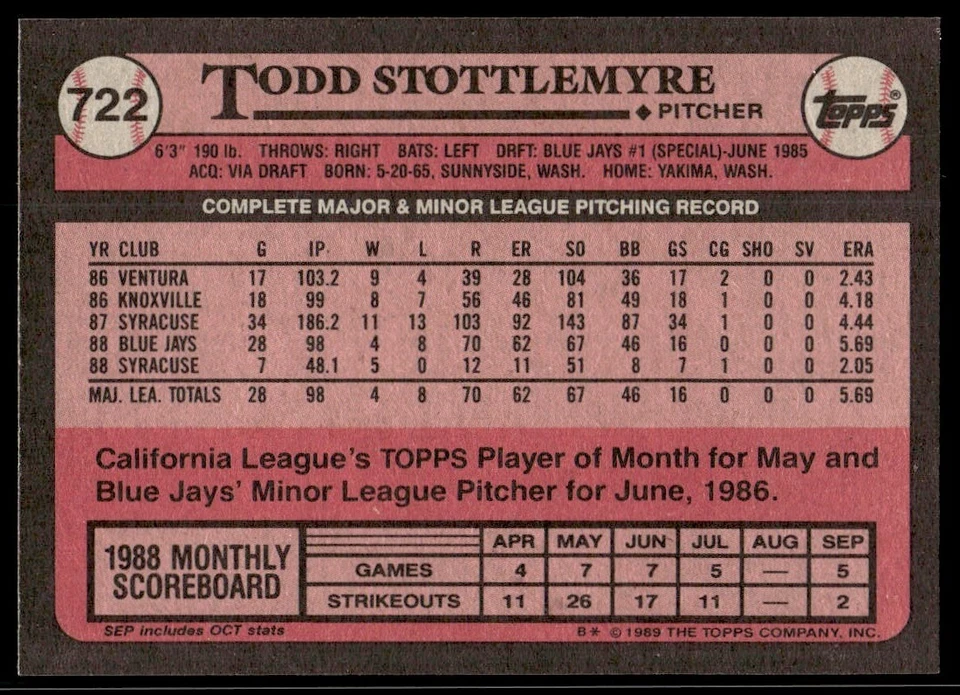 722
TODD STOTTLEMYRE
◆ PITCHER
TOPPS®
6'3" 190 lb. THROWS: RIGHT BATS: LEFT DRFT: BLUE JAYS #1 (SPECIAL)-JUNE 1985
ACQ: VIA DRAFT BORN: 5-20-65, SUNNYSIDE, WASH. HOME: YAKIMA, WASH.
COMPLETE MAJOR & MINOR LEAGUE PITCHING RECORD
YR CLUB G IP W L R ER SO BB GS CG SHO SV ERA
86 VENTURA 17 103.2 9 4 39 28 104 36 17 2 0 0 2.43
86 KNOXVILLE 18 99 8 7 56 46 81 49 18 1 0 0 4.18
87 SYRACUSE 34 186.2 11 13 103 92 143 87 34 1 0 0 4.44
88 BLUE JAYS 28 98 4 8 70 62 67 46 16 0 0 0 5.69
88 SYRACUSE 7 48.1 5 0 12 11 51 8 7 1 0 0 2.05
MAJ. LEA. TOTALS 28 98 4 8 70 62 67 46 16 0 0 0 5.69
California League's TOPPS Player of Month for May and
Blue Jays' Minor League Pitcher for June, 1986.
1988 MONTHLY
SCOREBOARD
APR MAY JUN JUL AUG SEP
GAMES 4 7 7 5 — 5
STRIKEOUTS 11 26 17 11 — 2
SEP includes OCT stats
B* © 1989 THE TOPPS COMPANY, INC.